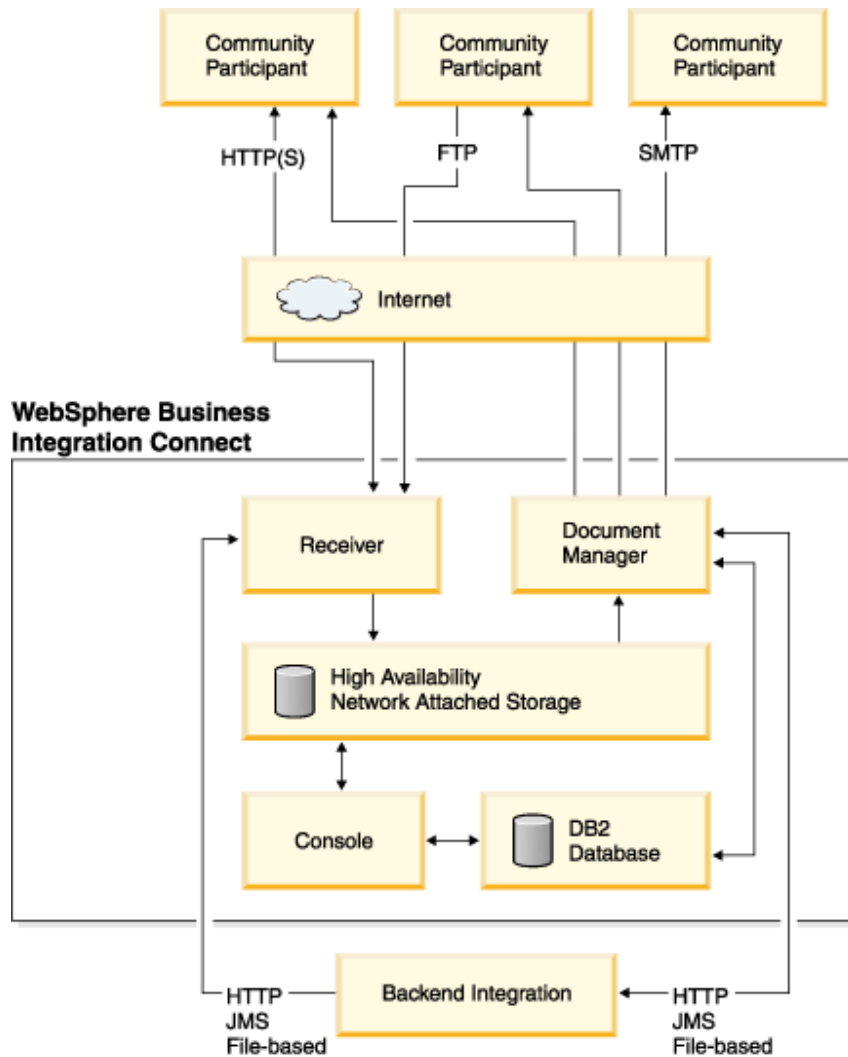 Community
Participant
Community
Participant
Community
Participant
HTTP(S)
FTP
SMTP
Internet
WebSphere Business
Integration Connect
Receiver
Document
Manager
High Availability
Network Attached Storage
Console
DB2
Database
Backend Integration
HTTP
JMS
File-based
HTTP
JMS
File-based